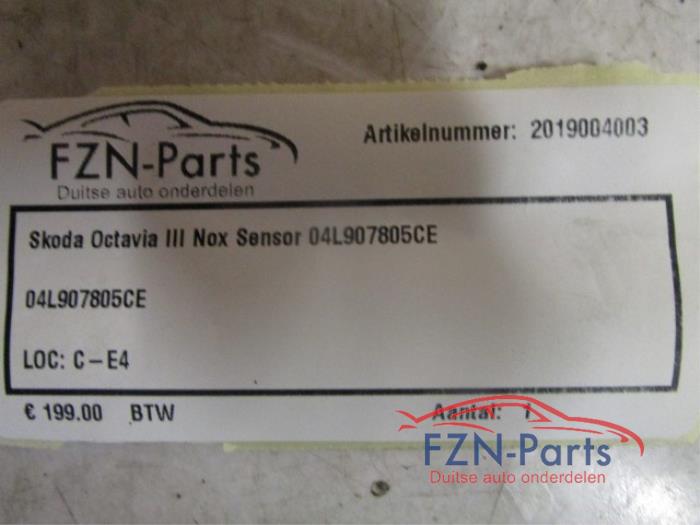 FZN-Parts
Duitse auto onderdelen
Artikelnummer: 2019004003
Skoda Octavia III Nox Sensor 04L907805CE
04L907805CE
LOC: C-E4
€ 199.00 BTW
Aantal: 1
FZN-Parts
Duitse auto onderdelen